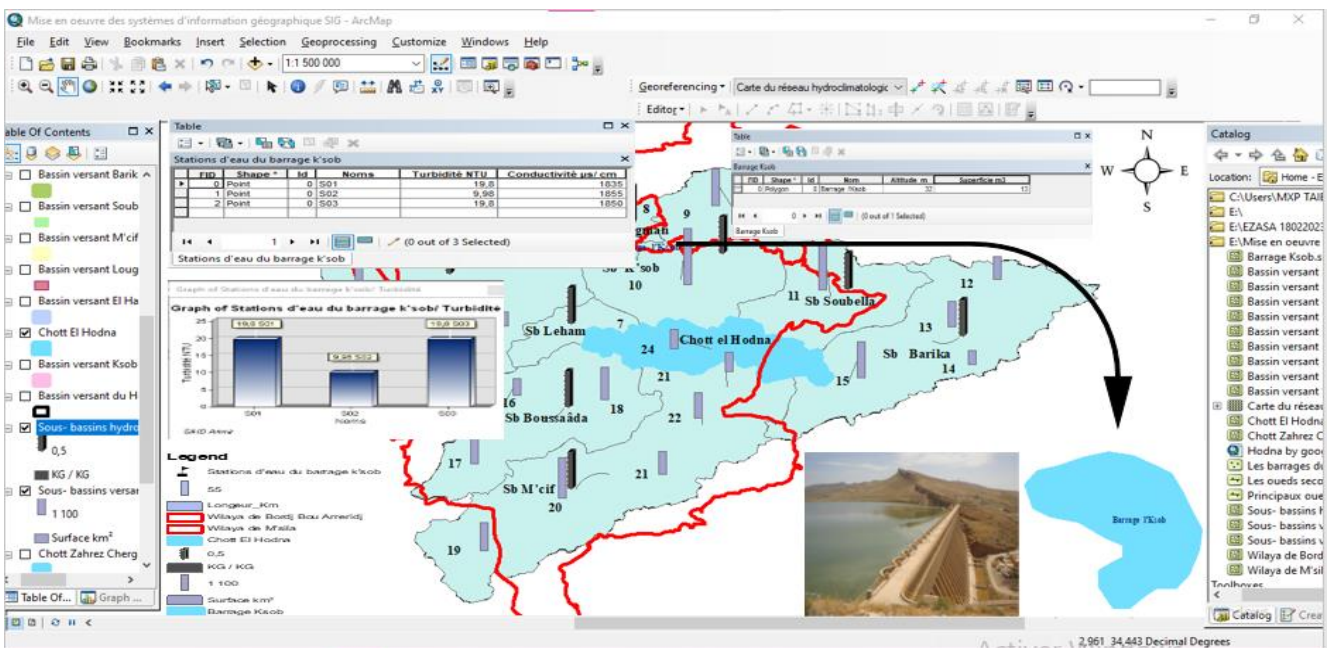 Mise en oeuvre des systèmes d'information géographique SIG - ArcMap
File Edit View Bookmarks Insert Selection Geoprocessing Customize Windows Help
1:1 500 000
Georeferencing
Carte du réseau hydroclimatologic
Editor
Table Of Contents
Bassin versant Barik
Bassin versant Soub
Bassin versant M'cif
Bassin versant Loug
Bassin versant El Ha
Chott El Hodna
Bassin versant Ksob
Bassin versant du H
Sous- bassins hydro
0,5
KG / KG
Sous- bassins versar
1 100
Surface km²
Chott Zahrez Cherg
Table Of...
Graph ...
Table
Stations d'eau du barrage k'sob
FID Shape * Id Noms Turbidité NTU Conductivité µs/ cm
0 Point 0 S01 19,8 1835
1 Point 0 S02 9,98 1855
2 Point 0 S03 19,8 1850
1
(0 out of 3 Selected)
Stations d'eau du barrage k'sob
Graph of Stations d'eau du barrage k'sob/ Turbidité
Graph of Stations d'eau du barrage k'sob/ Turbidité
Turbidité NTU
25
20
15
10
5
0
19,8 S01
9,98 S02
19,8 S03
S01 S02 S03
Noms
Legend
Stations d'eau du barrage k'sob
55
Longeur_Km
Wilaya de Bordj Bou Arreridj
Wilaya de M'sila
Chott El Hodna
0,5
KG / KG
1 100
Surface km²
Barrage Ksob
Table
Barrage Ksob
FID Shape * Id Nom Altitude m Superficie m3
0 Polygon 0 Barrage 32 12
0
(0 out of 1 Selected)
Barrage Ksob
8
9
Sb K'sob
10
11
Sb Soubella
12
13
Sb Barika
14
15
Sb Leham
7
Chott el Hodna
24
21
16
Sb Boussaâda
18
22
17
Sb M'cif
20
21
19
Barrage
N
W
E
S
Catalog
Location:
Home - E
C:\Users\MXP TAIE
E:\
E:\EZASA 18022023
E:\Mise en oeuvre
Barrage Ksob.s
Bassin versant
Bassin versant
Bassin versant
Bassin versant
Bassin versant
Bassin versant
Bassin versant
Bassin versant
Carte du réseau
Chott El Hodna
Chott Zahrez C
Hodna by goo
Les barrages du
Les oueds seco
Principaux oue
Sous- bassins h
Sous- bassins v
Sous- bassins v
Wilaya de Bord
Wilaya de M'sil
Toolboxes
Catalog
Crea
2,961 34,443 Decimal Degrees